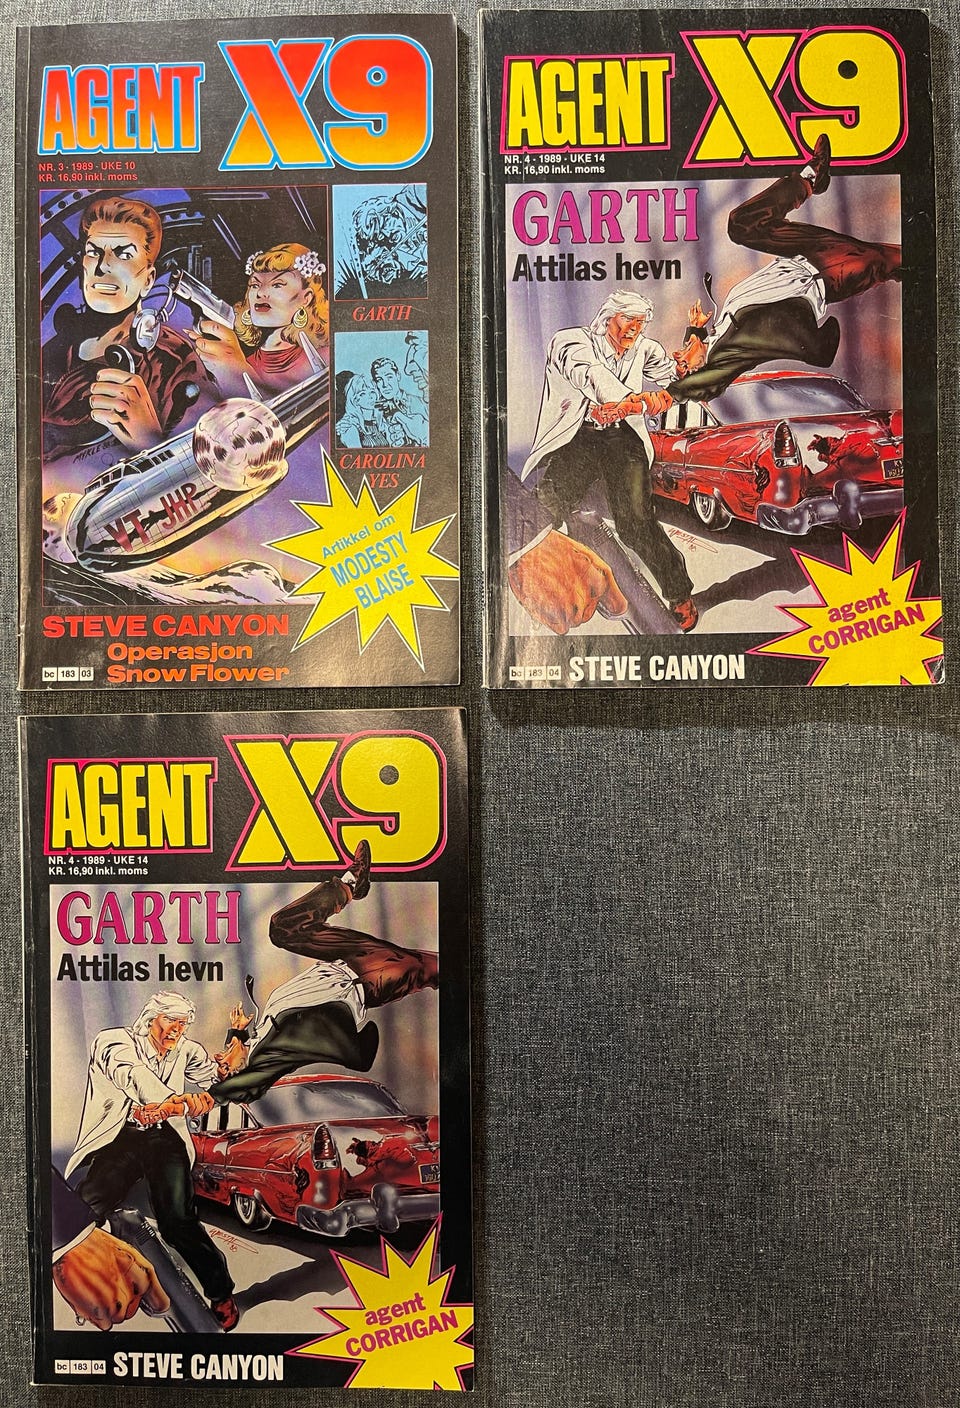 AGENT X9
NR. 3 - 1989 - UKE 10
KR. 16,90 inkl. moms
GARTH
CAROLINA
YES
VT-JHP
Artikkel om
MODESTY
BLAISE
STEVE CANYON
Operasjon
Snow Flower
bc 183 03
AGENT X9
NR. 4 - 1989 - UKE 14
KR. 16,90 inkl. moms
GARTH
Attilas hevn
agent
CORRIGAN
bc 183 04 STEVE CANYON
AGENT X9
NR. 4 - 1989 - UKE 14
KR. 16,90 inkl. moms
GARTH
Attilas hevn
agent
CORRIGAN
bc 183 04 STEVE CANYON